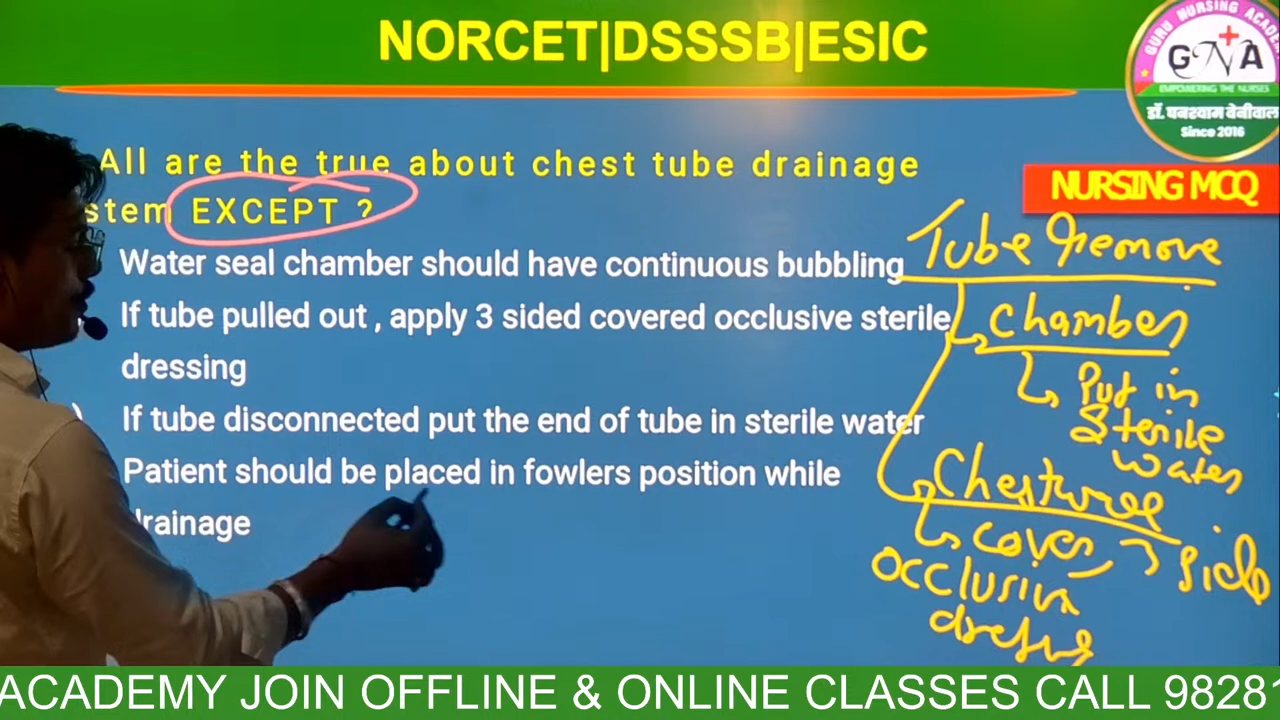 NORCET|DSSSB|ESIC
GURU NURSING ACADEMY
GNA
EMPOWERING THE NURSES
डॉ. घनश्याम बेनीवाल
Since 2016
NURSING MCQ
All are the true about chest tube drainage
stem EXCEPT ?
Water seal chamber should have continuous bubbling
If tube pulled out , apply 3 sided covered occlusive sterile
dressing
If tube disconnected put the end of tube in sterile water
Patient should be placed in fowlers position while
drainage
Tube Remove
Chamber
Put in
Sterile
water
Chesttube
cover, 3 side
occlusive
ACADEMY JOIN OFFLINE & ONLINE CLASSES CALL 9828